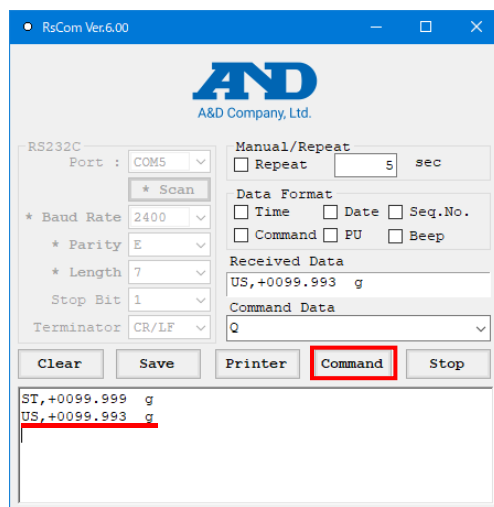 RsCom Ver.6.00
AND
A&D Company, Ltd.
RS232C
Port : COM5
* Scan
* Baud Rate 2400
* Parity E
* Length 7
Stop Bit 1
Terminator CR/LF
Manual/Repeat
Repeat 5 sec
Data Format
Time Date Seq.No.
Command PU Beep
Received Data
US,+0099.993 g
Command Data
Q
Clear Save Printer Command Stop
ST,+0099.999 g
US,+0099.993 g